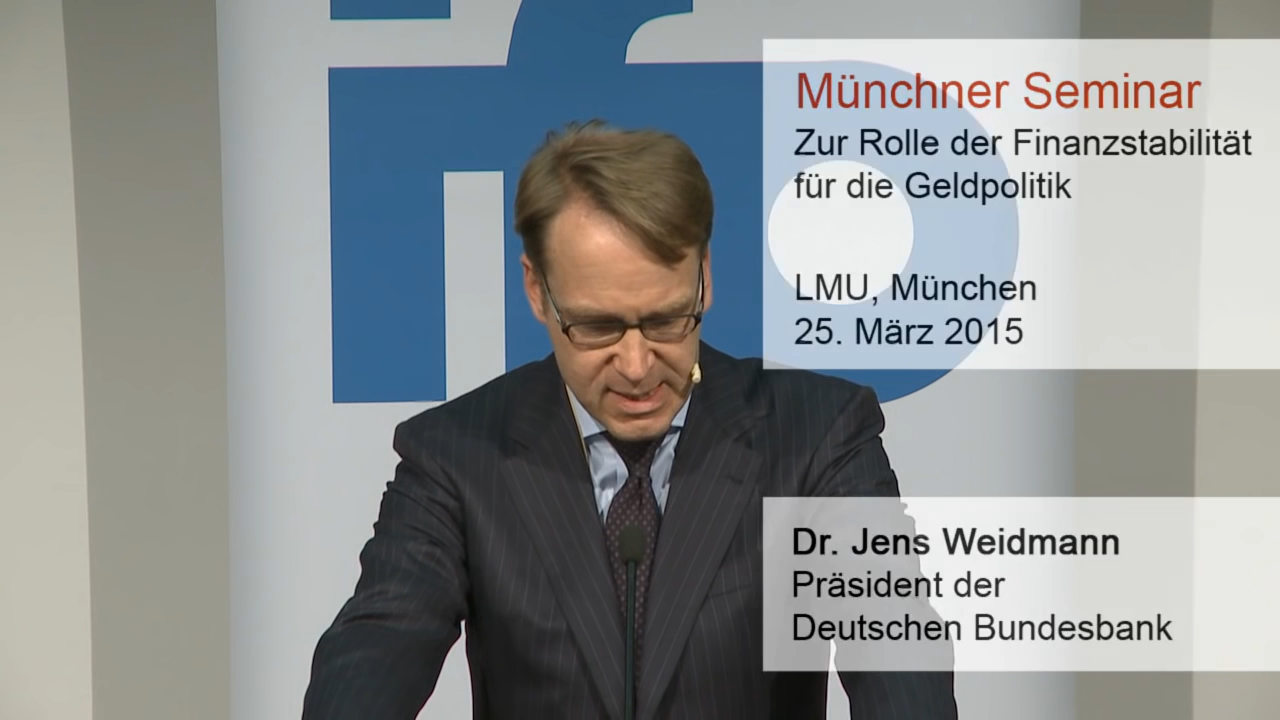 ifo
Münchner Seminar
Zur Rolle der Finanzstabilität
für die Geldpolitik
LMU, München
25. März 2015
Dr. Jens Weidmann
Präsident der
Deutschen Bundesbank